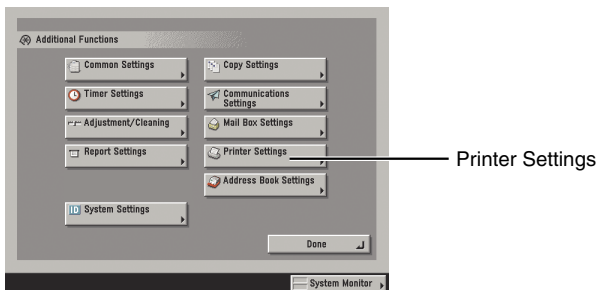 Additional Functions
Common Settings
Copy Settings
Timer Settings
Communications
Settings
Adjustment/Cleaning
Mail Box Settings
Report Settings
Printer Settings
Printer Settings
Address Book Settings
ID System Settings
Done
System Monitor